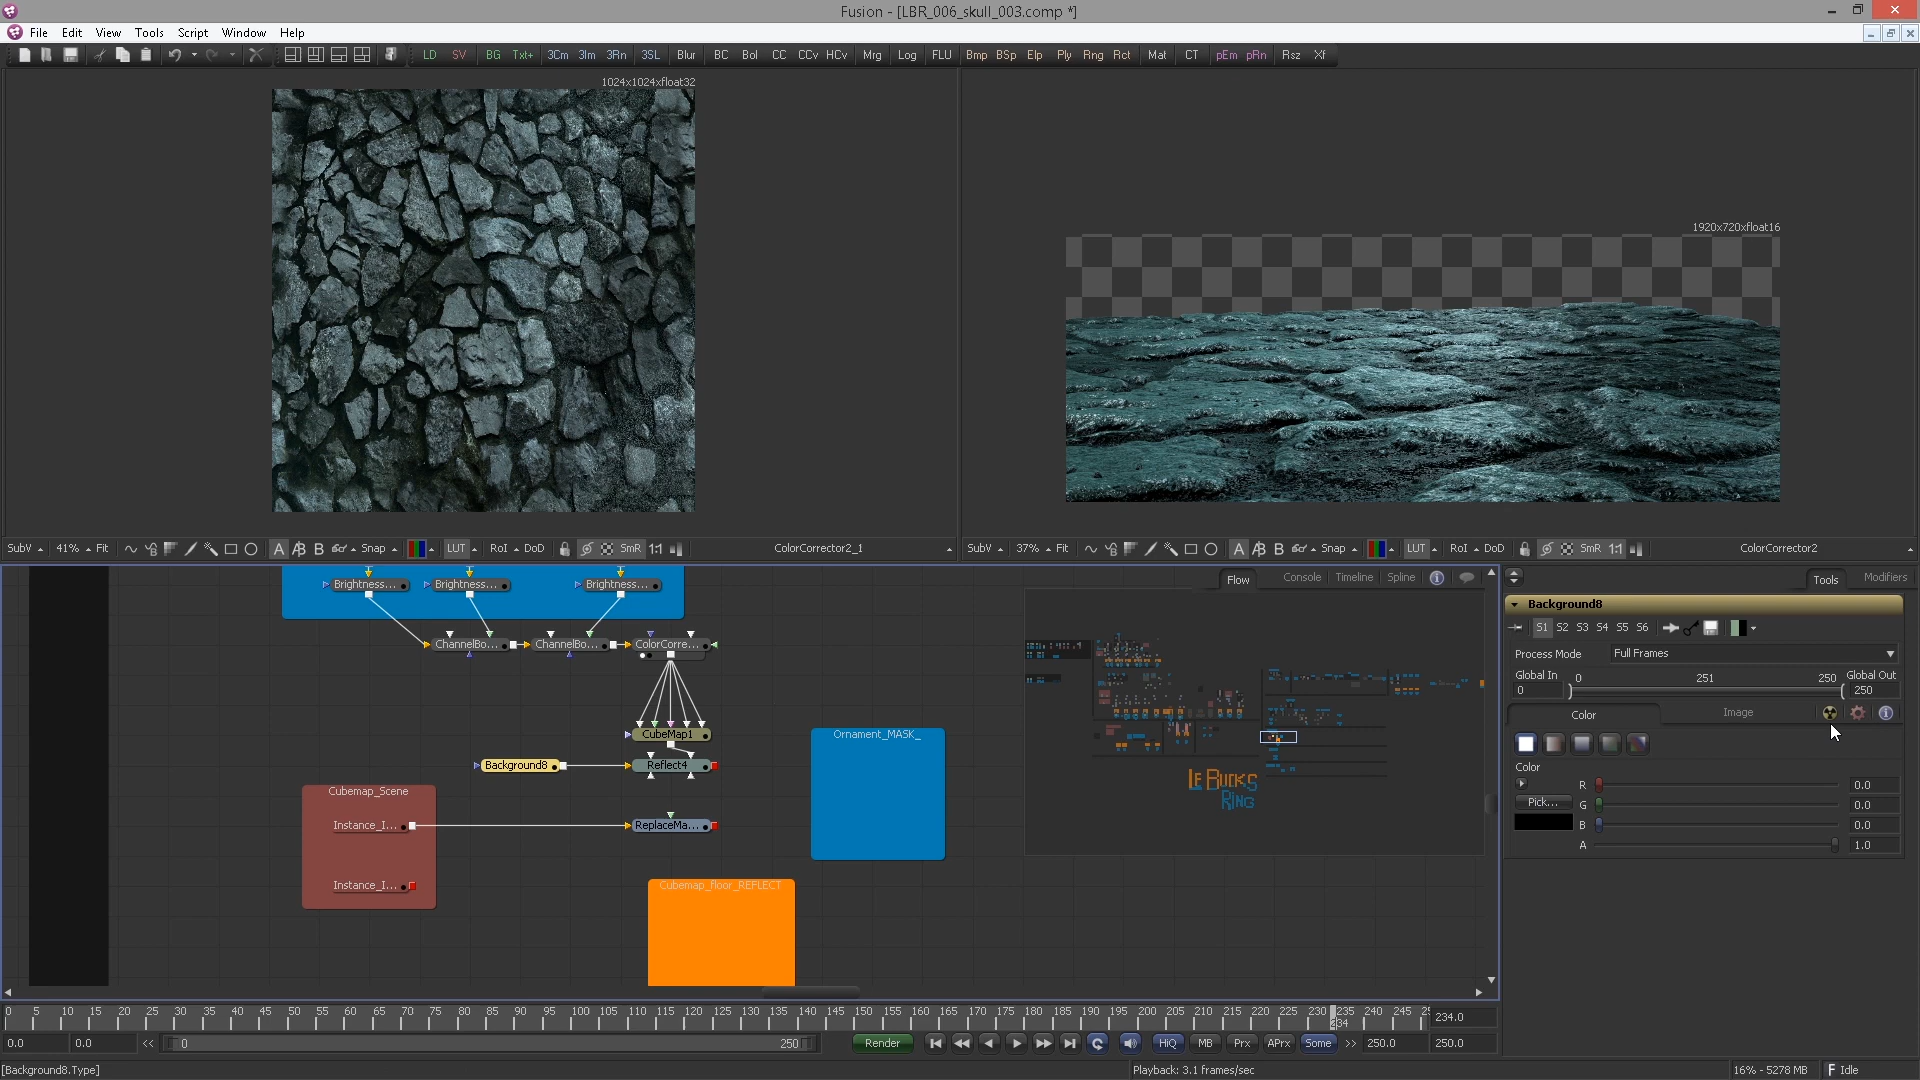 Fusion - [LBR_006_skull_003.comp *]
File Edit View Tools Script Window Help
LD SV BG Txt+ 3Cm 3Im 3Rn 3SL Blur BC Bol CC CCv HCv Mrg Log FLU Bmp BSp Elp Ply Rng Rct Mat CT pEm pRn Rsz Xf
1024x1024xfloat32
1920x720xfloat16
SubV 41% Fit A B Snap LUT RoI DoD SmR 1:1 ColorCorrector2_1
SubV 37% Fit A B Snap LUT RoI DoD SmR 1:1 ColorCorrector2
Flow Console Timeline Spline
Brightness... Brightness... Brightness...
ChannelBo... ChannelBo... ColorCorre...
CubeMap1
Background8 Reflect4
Ornament_MASK_
Cubemap_Scene
Instance_I... ReplaceMa...
Instance_I...
Cubemap_floor_REFLECT
LE BUCKS
RING
Tools Modifiers
Background8
S1 S2 S3 S4 S5 S6
Process Mode Full Frames
Global In 0 251 250 Global Out
0 250
Color Image
Color
R 0.0
Pick... G 0.0
B 0.0
A 1.0
0 5 10 15 20 25 30 35 40 45 50 55 60 65 70 75 80 85 90 95 100 105 110 115 120 125 130 135 140 145 150 155 160 165 170 175 180 185 190 195 200 205 210 215 220 225 230 235 240 245
234.0
0.0 0.0 << 0 250 Render HiQ MB Prx APrx Some >> 250.0 250.0
[Background8.Type] Playback: 3.1 frames/sec 16% - 5278 MB Idle